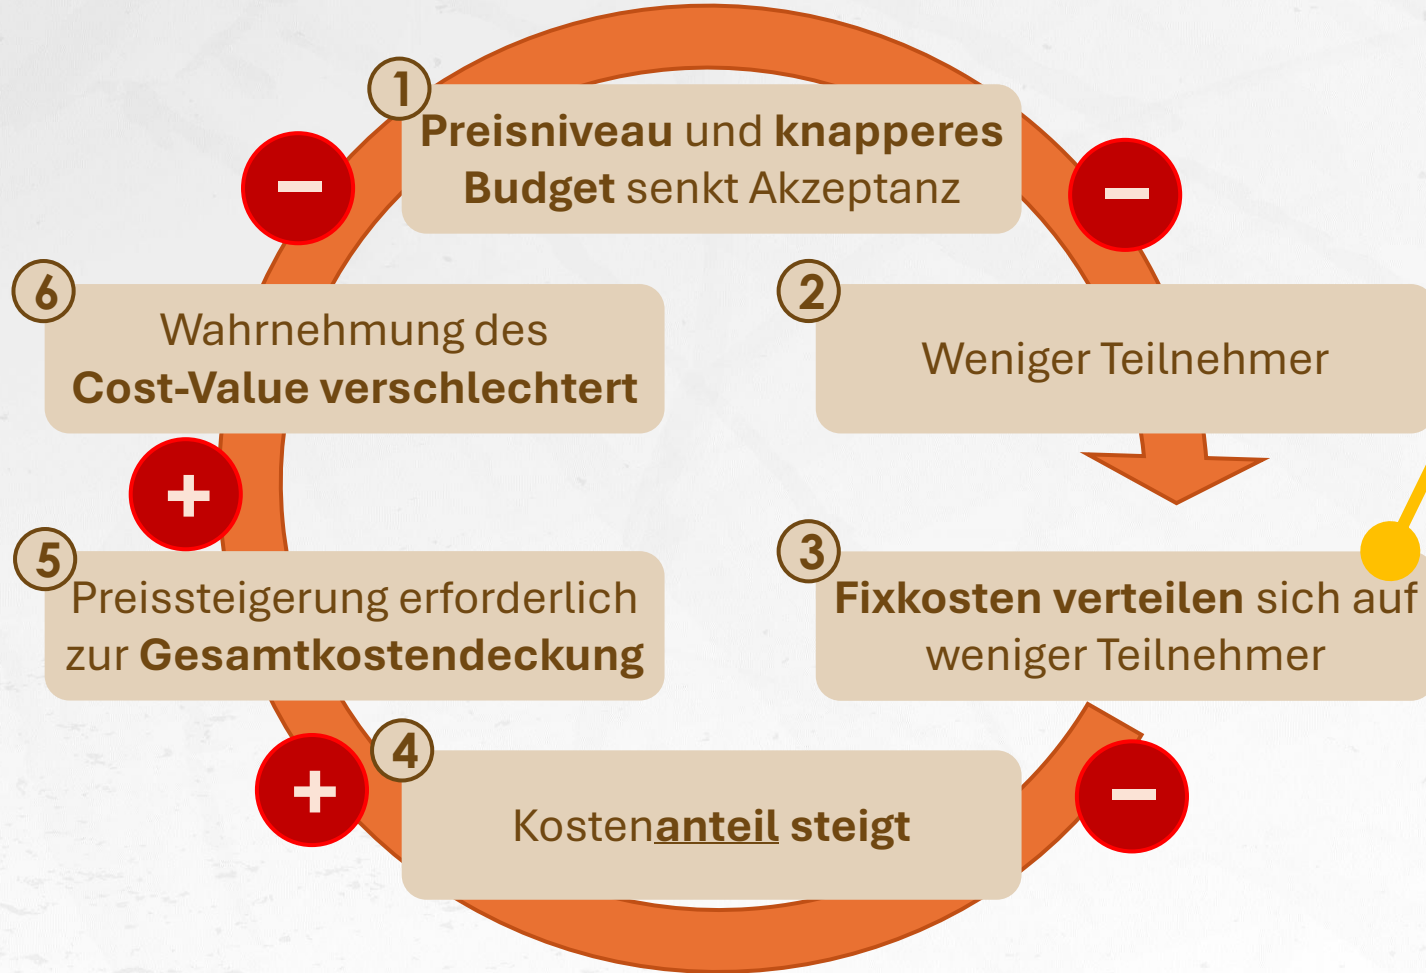 1
Preisniveau und knapperes
Budget senkt Akzeptanz
−
−
2
Weniger Teilnehmer
3
Fixkosten verteilen sich auf
weniger Teilnehmer
−
4
Kostenanteil steigt
+
5
Preissteigerung erforderlich
zur Gesamtkostendeckung
+
6
Wahrnehmung des
Cost-Value verschlechtert